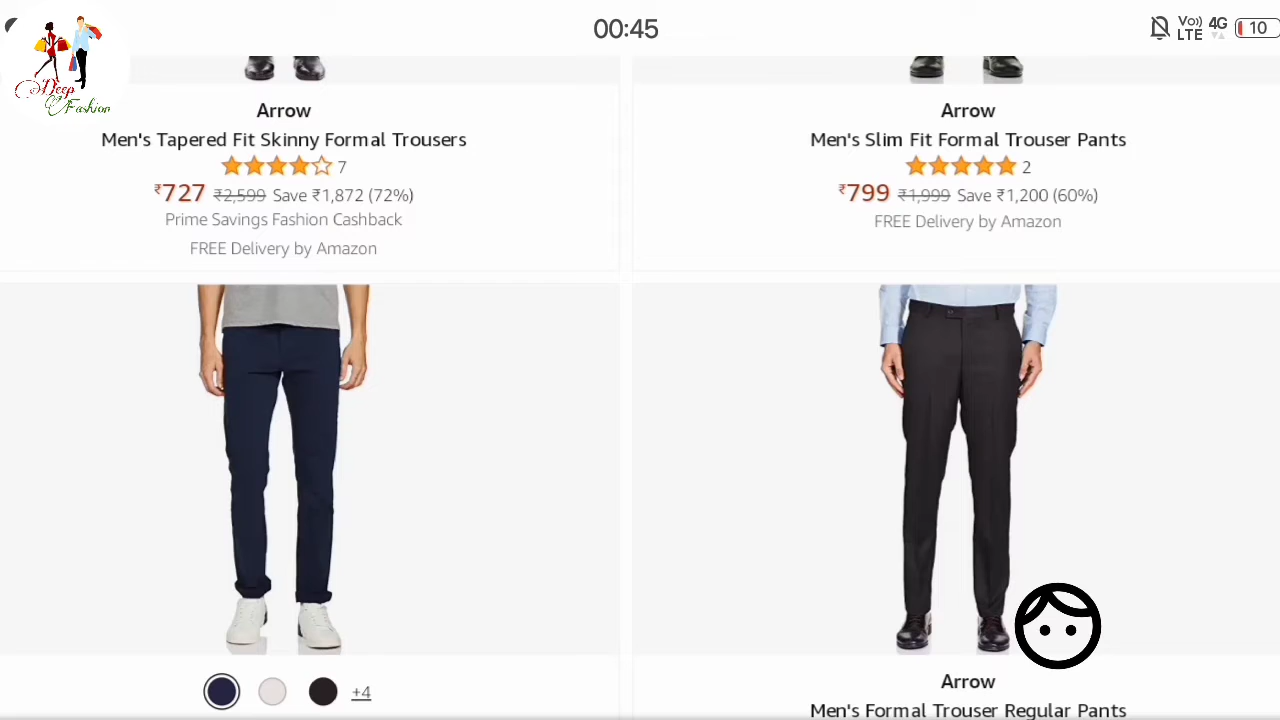 00:45
Vo))
LTE
4G
10
Deep
Fashion
Arrow
Men's Tapered Fit Skinny Formal Trousers
7
₹727 ₹2,599 Save ₹1,872 (72%)
Prime Savings Fashion Cashback
FREE Delivery by Amazon
Arrow
Men's Slim Fit Formal Trouser Pants
2
₹799 ₹1,999 Save ₹1,200 (60%)
FREE Delivery by Amazon
+4
Arrow
Men's Formal Trouser Regular Pants